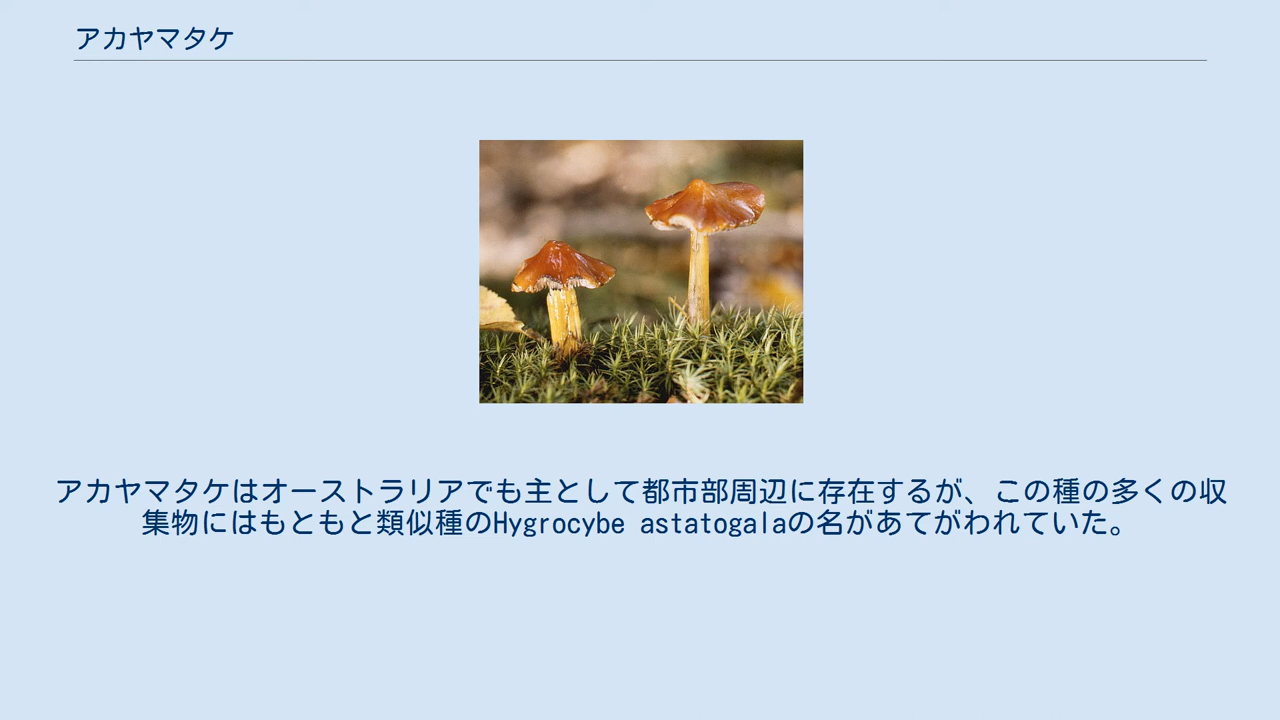 アカヤマタケ
アカヤマタケはオーストラリアでも主として都市部周辺に存在するが、この種の多くの収
集物にはもともと類似種のHygrocybe astatogalaの名があてがわれていた。